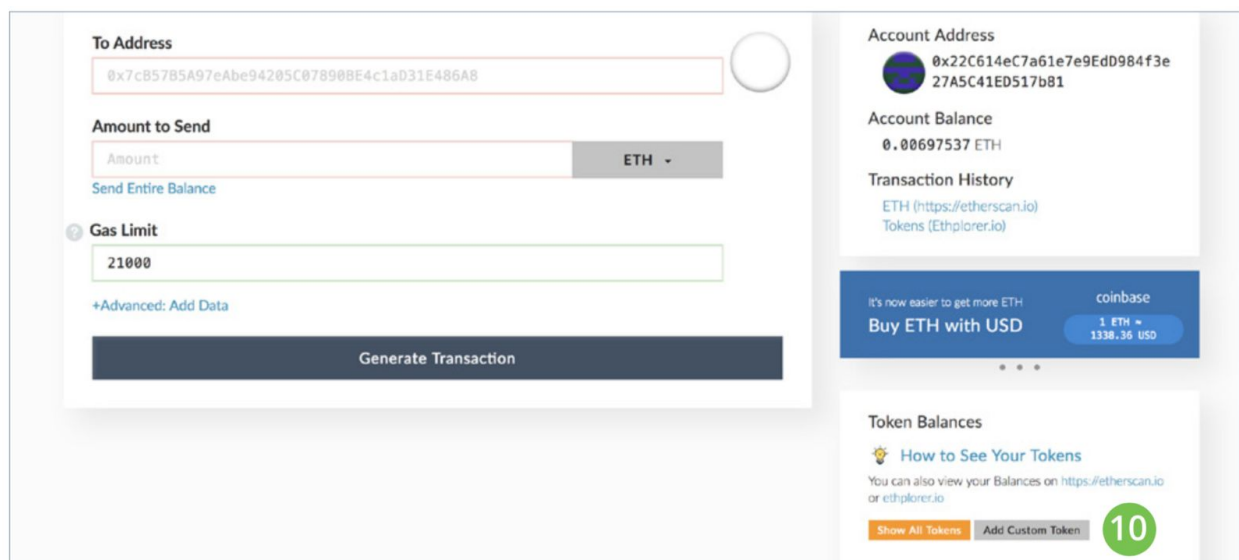 To Address
0x7cB57B5A97eAbe94205C07890BE4c1aD31E486A8
Amount to Send
Amount
ETH
Send Entire Balance
? Gas Limit
21000
+Advanced: Add Data
Generate Transaction
Account Address
0x22C614eC7a61e7e9EdD984f3e
27A5C41ED517b81
Account Balance
0.00697537 ETH
Transaction History
ETH (https://etherscan.io)
Tokens (Ethplorer.io)
It's now easier to get more ETH
Buy ETH with USD
coinbase
1 ETH ≈
1338.36 USD
Token Balances
How to See Your Tokens
You can also view your Balances on https://etherscan.io
or ethplorer.io
Show All Tokens
Add Custom Token
10